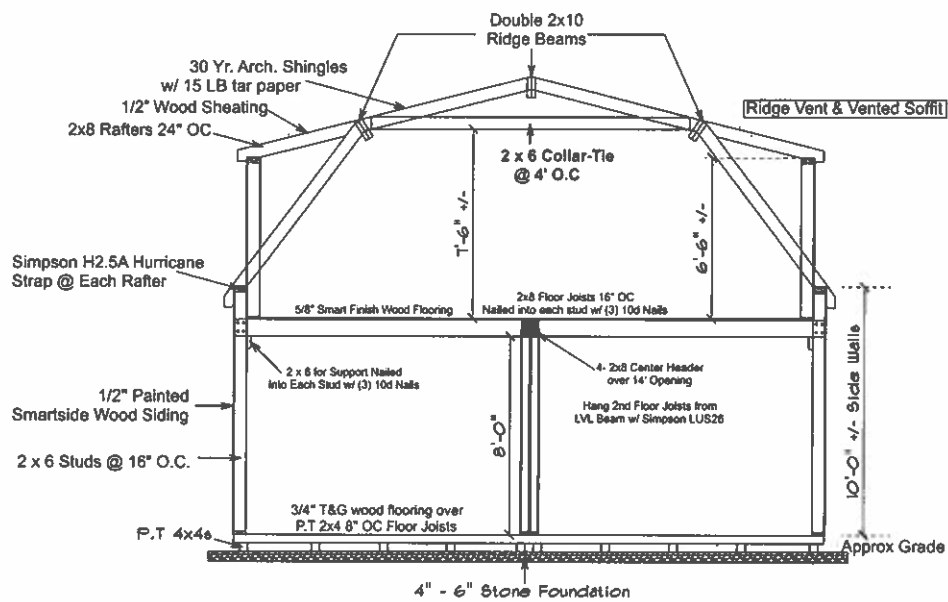 Double 2x10
Ridge Beams
30 Yr. Arch. Shingles
w/ 15 LB tar paper
1/2" Wood Sheating
2x8 Rafters 24" OC
Ridge Vent & Vented Soffit
2 x 6 Collar-Tie
@ 4' O.C
7'-6" +/-
6'-6" +/-
Simpson H2.5A Hurricane
Strap @ Each Rafter
5/8" Smart Finish Wood Flooring
2x8 Floor Joists 16" OC
Nailed into each stud w/ (3) 10d Nails
2 x 6 for Support Nailed
into Each Stud w/ (3) 10d Nails
4- 2x8 Center Header
over 14' Opening
Hang 2nd Floor Joists from
LVL Beam w/ Simpson LUS26
1/2" Painted
Smartside Wood Siding
8'-0"
10'-0" +/- Side Walls
2 x 6 Studs @ 16" O.C.
3/4" T&G wood flooring over
P.T 2x4 8" OC Floor Joists
P.T 4x4s
Approx Grade
4" - 6" Stone Foundation